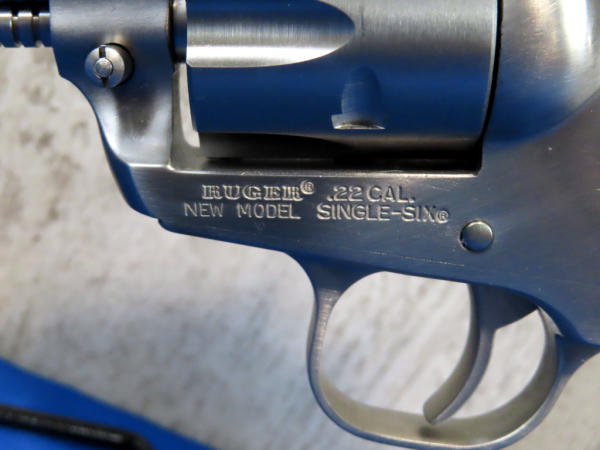 RUGER® .22 CAL.
NEW MODEL SINGLE-SIX®